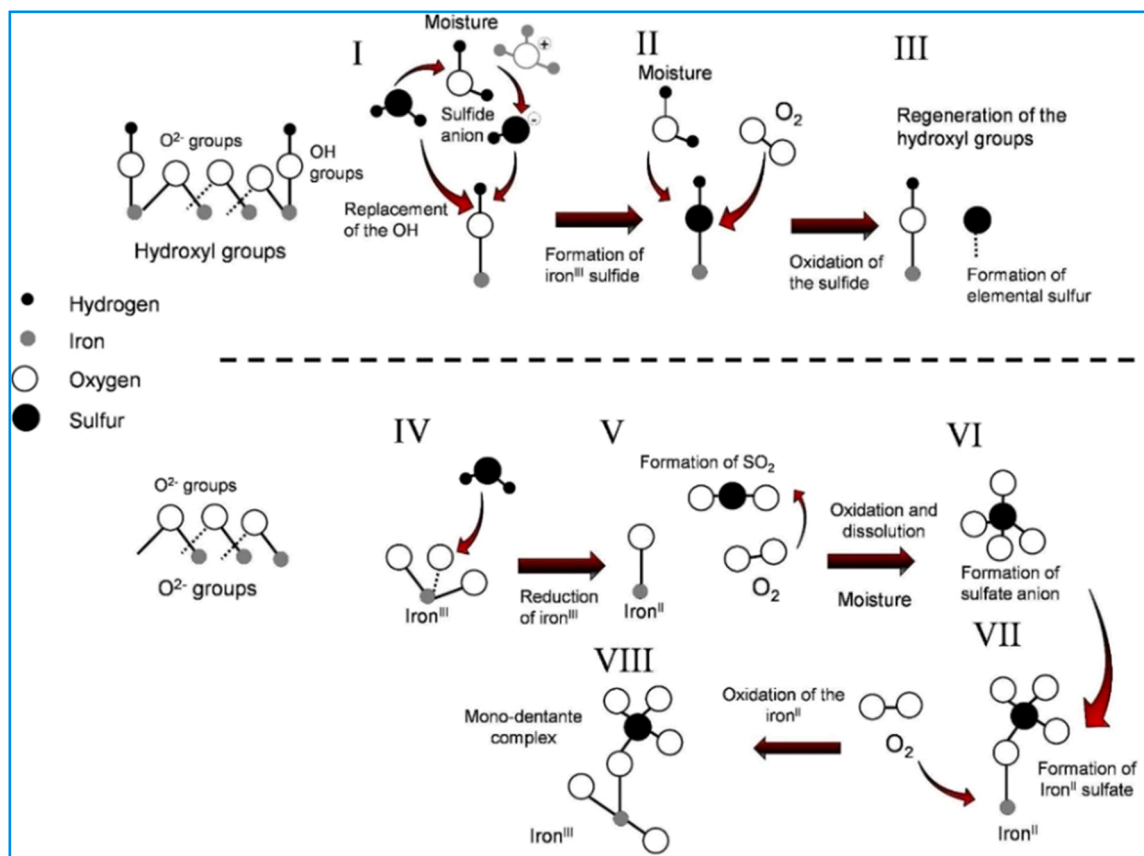 I
Moisture
+
II
Moisture
III
O2- groups
OH
groups
Sulfide
anion
-
O2
Regeneration of the
hydroxyl groups
Replacement
of the OH
Hydroxyl groups
Formation of
ironIII sulfide
Oxidation of
the sulfide
Formation of
elemental sulfur
Hydrogen
Iron
Oxygen
Sulfur
IV
V
VI
O2- groups
O2- groups
Formation of SO2
IronIII
Reduction
of ironIII
IronII
O2
Oxidation and
dissolution
Moisture
Formation of
sulfate anion
VII
VIII
Mono-dentante
complex
Oxidation of the
ironII
O2
Formation of
IronII sulfate
IronIII
IronII